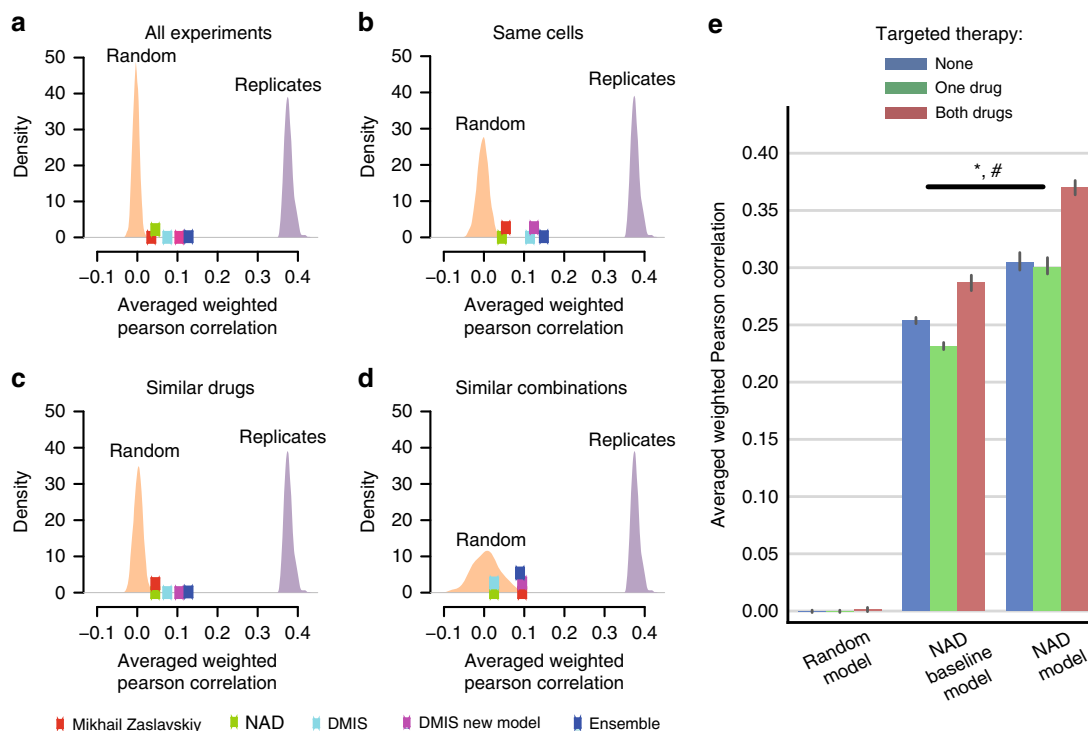 a
All experiments
Random
Replicates
50
40
30
20
10
0
Density
−0.1 0.0 0.1 0.2 0.3 0.4
Averaged weighted
pearson correlation
b
Same cells
Random
Replicates
50
40
30
20
10
0
Density
−0.1 0.0 0.1 0.2 0.3 0.4
Averaged weighted
pearson correlation
c
Similar drugs
Random
Replicates
50
40
30
20
10
0
Density
−0.1 0.0 0.1 0.2 0.3 0.4
Averaged weighted
pearson correlation
d
Similar combinations
Random
Replicates
50
40
30
20
10
0
Density
−0.1 0.0 0.1 0.2 0.3 0.4
Averaged weighted
pearson correlation
Mikhail Zaslavskiy NAD DMIS DMIS new model Ensemble
e
Targeted therapy:
None
One drug
Both drugs
*, #
0.40
0.35
0.30
0.25
0.20
0.15
0.10
0.05
0.00
Averaged weighted Pearson correlation
Random
model
NAD
baseline
model
NAD
model